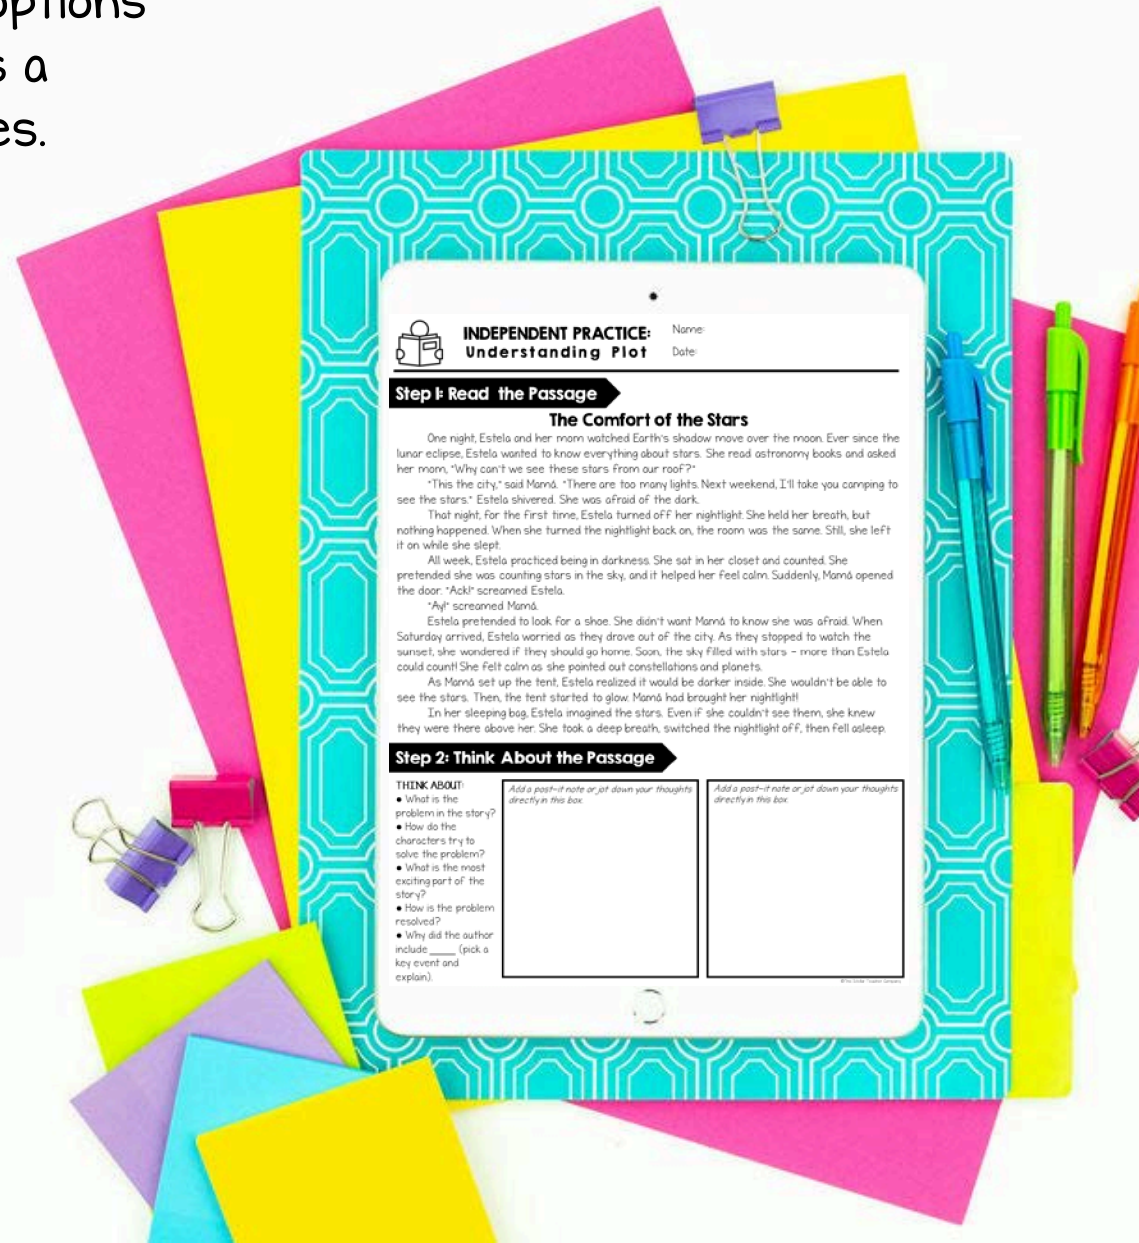 options
s a
es.
INDEPENDENT PRACTICE:
Understanding Plot
Name:
Date:
Step 1: Read the Passage
The Comfort of the Stars
One night, Estela and her mom watched Earth's shadow move over the moon. Ever since the
lunar eclipse, Estela wanted to know everything about stars. She read astronomy books and asked
her mom, "Why can't we see these stars from our roof?"
"This the city," said Mamá. "There are too many lights. Next weekend, I'll take you camping to
see the stars." Estela shivered. She was afraid of the dark.
That night, for the first time, Estela turned off her nightlight. She held her breath, but
nothing happened. When she turned the nightlight back on, the room was the same. Still, she left
it on while she slept.
All week, Estela practiced being in darkness. She sat in her closet and counted. She
pretended she was counting stars in the sky, and it helped her feel calm. Suddenly, Mamá opened
the door. "Ack!" screamed Estela.
"Ay!" screamed Mamá.
Estela pretended to look for a shoe. She didn't want Mamá to know she was afraid. When
Saturday arrived, Estela worried as they drove out of the city. As they stopped to watch the
sunset, she wondered if they should go home. Soon, the sky filled with stars – more than Estela
could count! She felt calm as she pointed out constellations and planets.
As Mamá set up the tent, Estela realized it would be darker inside. She wouldn't be able to
see the stars. Then, the tent started to glow. Mamá had brought her nightlight!
In her sleeping bag, Estela imagined the stars. Even if she couldn't see them, she knew
they were there above her. She took a deep breath, switched the nightlight off, then fell asleep.
Step 2: Think About the Passage
THINK ABOUT:
• What is the
problem in the story?
• How do the
characters try to
solve the problem?
• What is the most
exciting part of the
story?
• How is the problem
resolved?
• Why did the author
include ____ (pick a
key event and
explain).
Add a post-it note or jot down your thoughts
directly in this box.
Add a post-it note or jot down your thoughts
directly in this box.